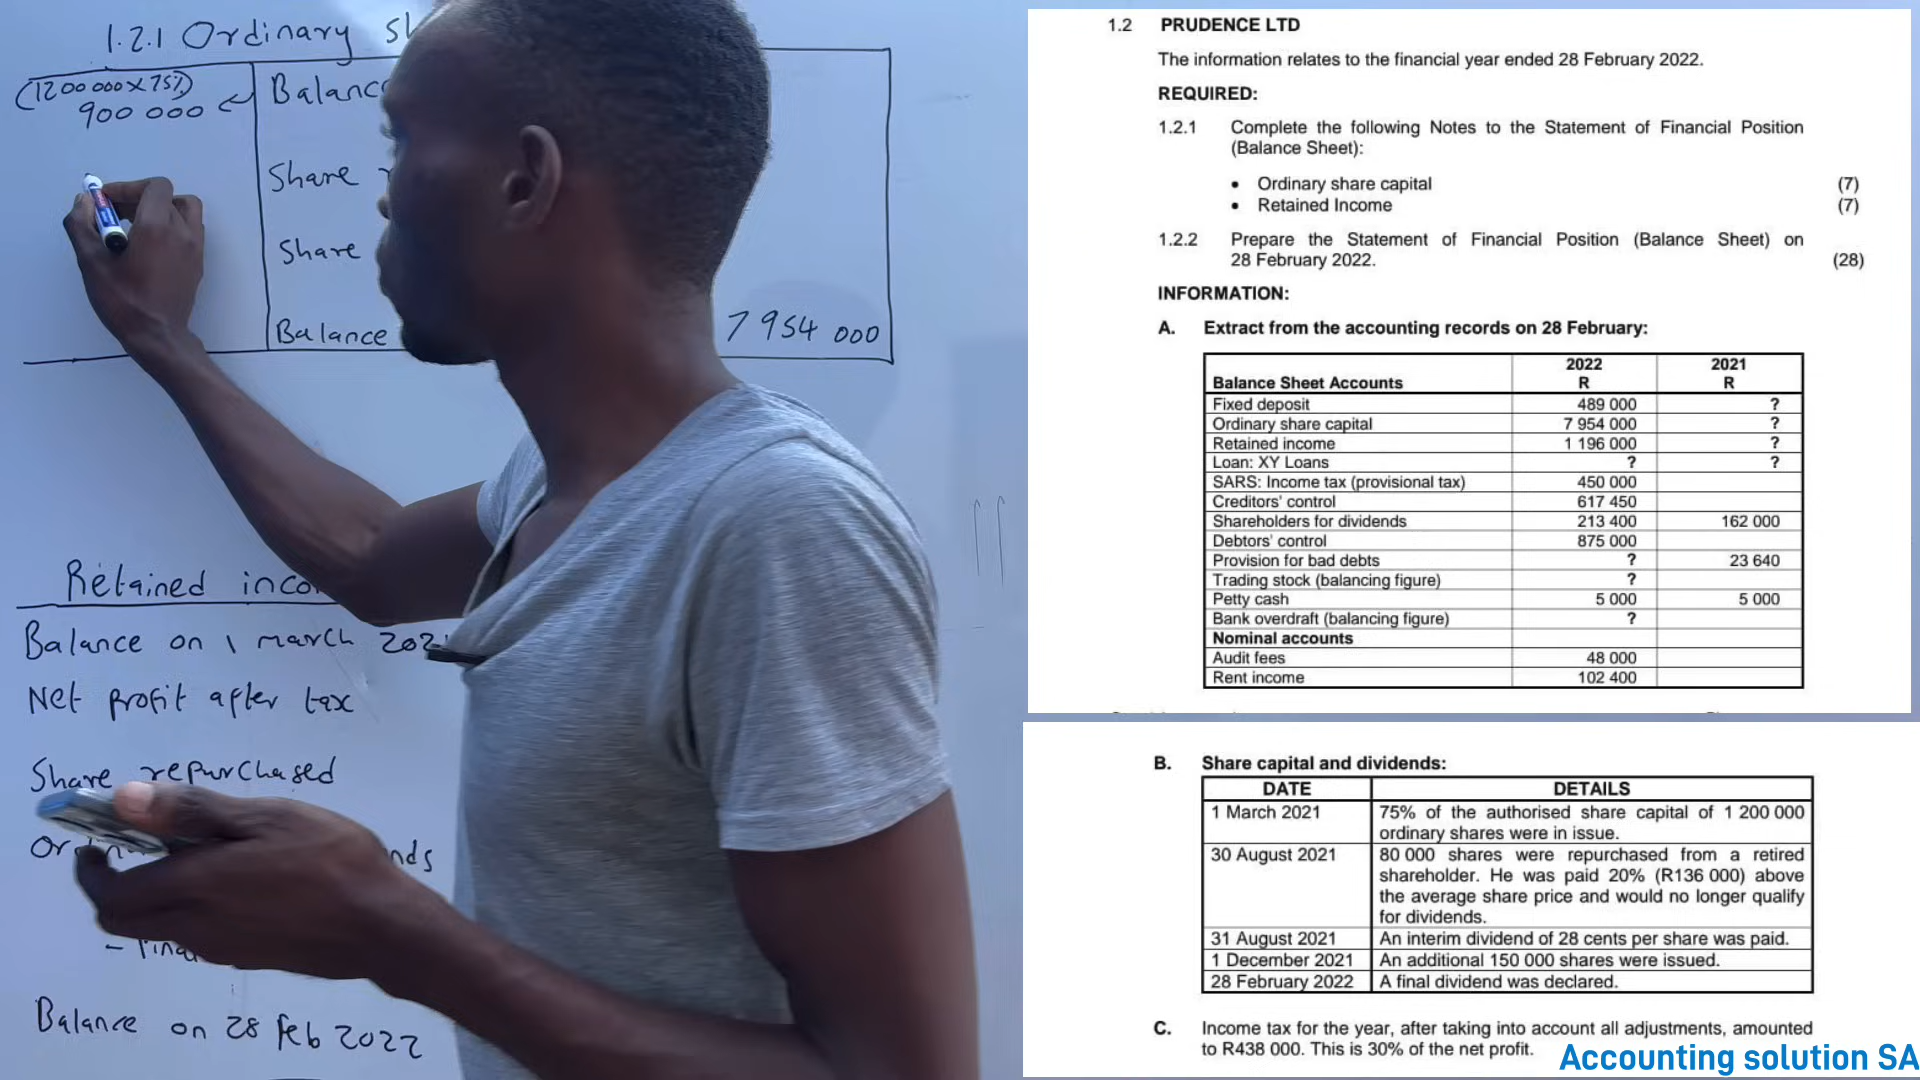 1.2.1 Ordinary
(1200 000 x 75%)
900 000
Balance
Share
Share
Balance 7 954 000
Retained
Balance on 1 march
Net profit after tax
Share repurchased
Balance on 28 feb 2022
1.2 PRUDENCE LTD
The information relates to the financial year ended 28 February 2022.
REQUIRED:
1.2.1 Complete the following Notes to the Statement of Financial Position
(Balance Sheet):
• Ordinary share capital (7)
• Retained Income (7)
1.2.2 Prepare the Statement of Financial Position (Balance Sheet) on
28 February 2022. (28)
INFORMATION:
A. Extract from the accounting records on 28 February:
Balance Sheet Accounts 2022 R 2021 R
Fixed deposit 489 000 ?
Ordinary share capital 7 954 000 ?
Retained income 1 196 000 ?
Loan: XY Loans ? ?
SARS: Income tax (provisional tax) 450 000
Creditors' control 617 450
Shareholders for dividends 213 400 162 000
Debtors' control 875 000
Provision for bad debts ? 23 640
Trading stock (balancing figure) ?
Petty cash 5 000 5 000
Bank overdraft (balancing figure) ?
Nominal accounts
Audit fees 48 000
Rent income 102 400
B. Share capital and dividends:
DATE DETAILS
1 March 2021 75% of the authorised share capital of 1 200 000
ordinary shares were in issue.
30 August 2021 80 000 shares were repurchased from a retired
shareholder. He was paid 20% (R136 000) above
the average share price and would no longer qualify
for dividends.
31 August 2021 An interim dividend of 28 cents per share was paid.
1 December 2021 An additional 150 000 shares were issued.
28 February 2022 A final dividend was declared.
C. Income tax for the year, after taking into account all adjustments, amounted
to R438 000. This is 30% of the net profit.
Accounting solution SA